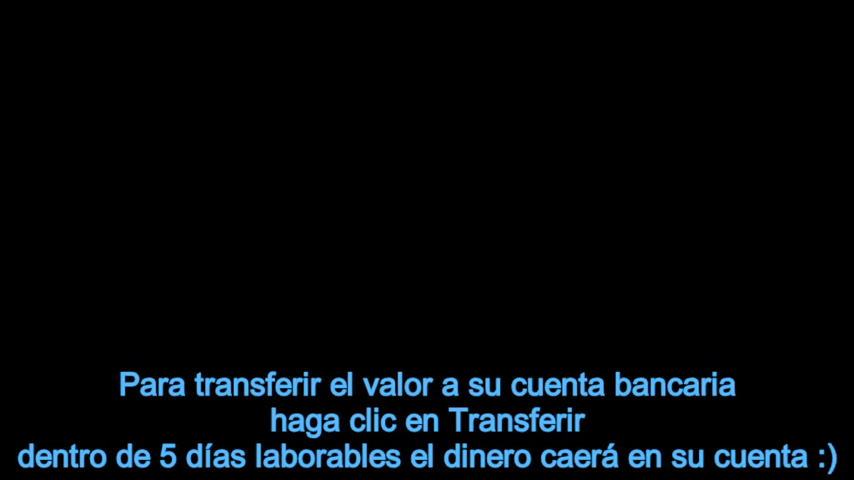 Para transferir el valor a su cuenta bancaria
haga clic en Transferir
dentro de 5 días laborables el dinero caerá en su cuenta :)